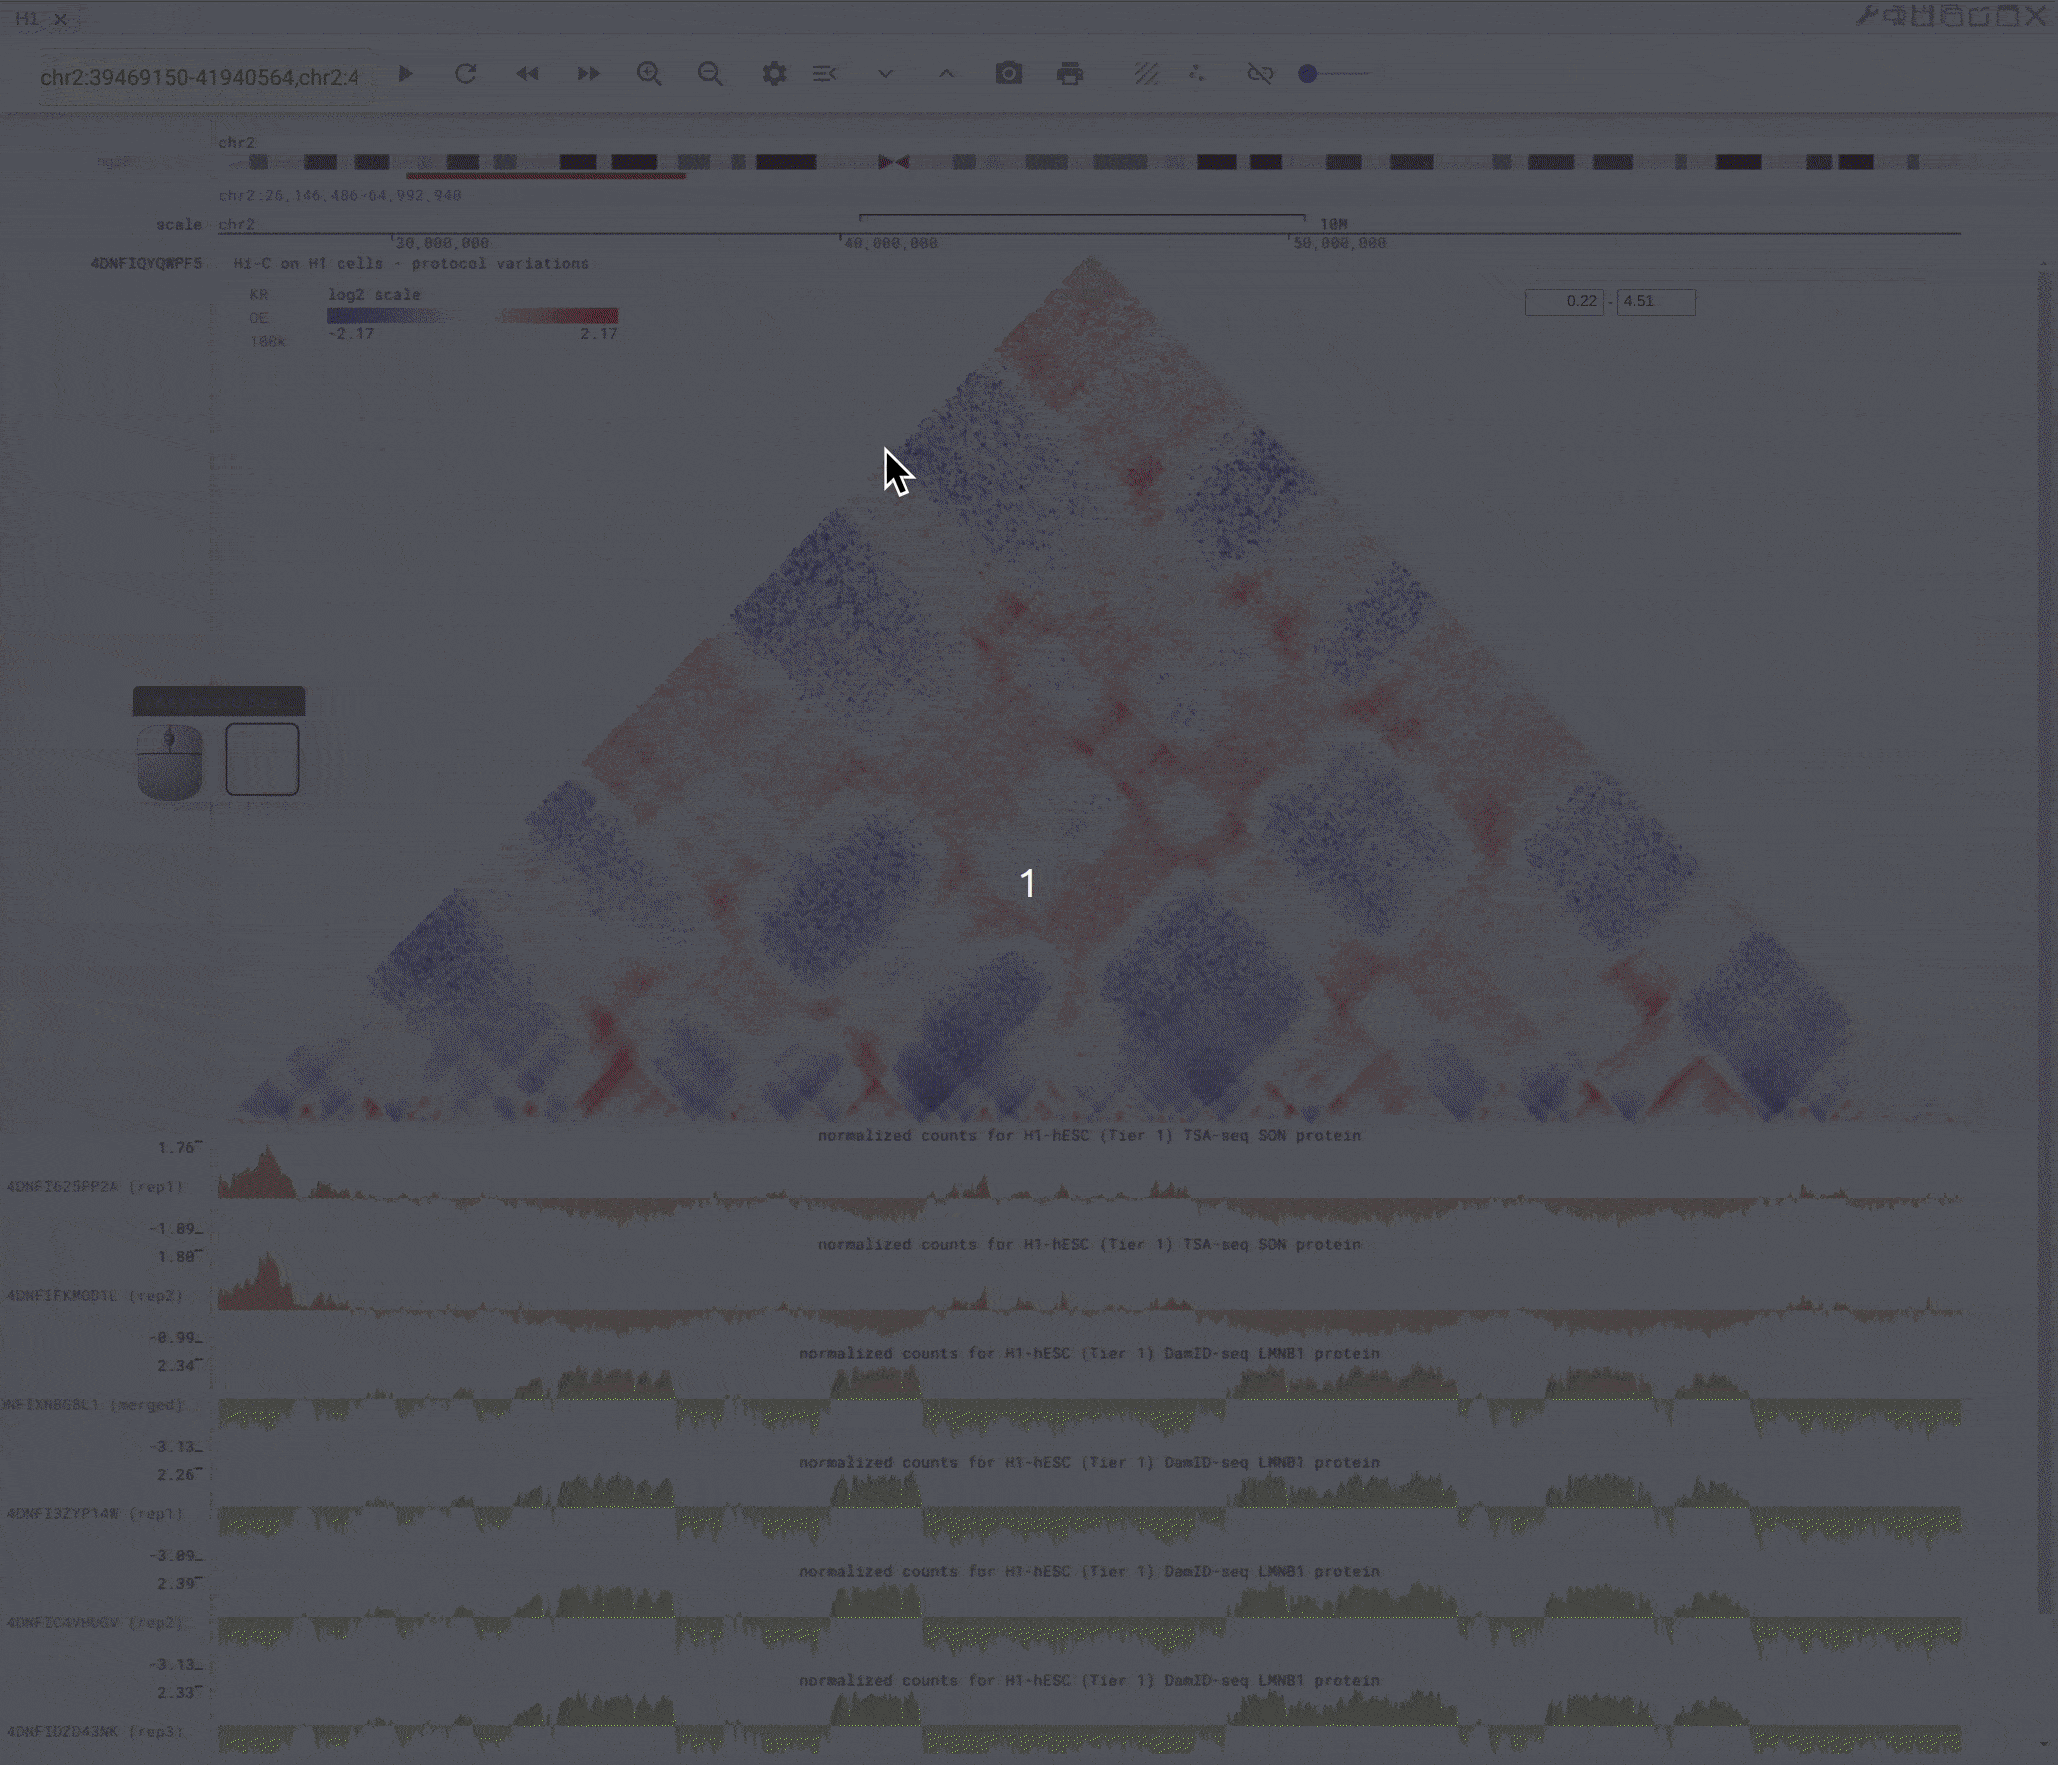 H1
chr2:39469150-41940564,chr2:4
chr2
hg38
chr2:26,146,486-64,992,940
scale
chr2
10M
30,000,000
40,000,000
50,000,000
4DNFIQYQWPF5
Hi-C on H1 cells - protocol variations
KR
log2 scale
OE
-2.17
2.17
100k
0.22 - 4.51
1
normalized counts for H1-hESC (Tier 1) TSA-seq SON protein
1.76
4DNFI625PP2A (rep1)
-1.09
normalized counts for H1-hESC (Tier 1) TSA-seq SON protein
1.80
(rep2)
-0.99
normalized counts for H1-hESC (Tier 1) DamID-seq LMNB1 protein
2.34
(merged)
-3.13
normalized counts for H1-hESC (Tier 1) DamID-seq LMNB1 protein
2.26
4DNFI3ZYP14W (rep1)
-3.09
normalized counts for H1-hESC (Tier 1) DamID-seq LMNB1 protein
2.39
(rep2)
-3.13
normalized counts for H1-hESC (Tier 1) DamID-seq LMNB1 protein
2.33
4DNFIDZD43NK (rep3)